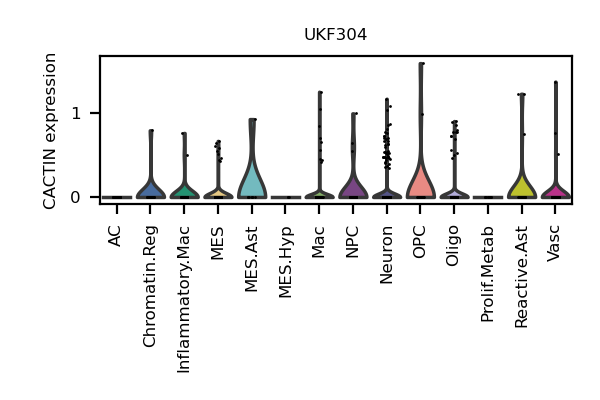 UKF304
CACTIN expression
1
0
AC
Chromatin.Reg
Inflammatory.Mac
MES
MES.Ast
MES.Hyp
Mac
NPC
Neuron
OPC
Oligo
Prolif.Metab
Reactive.Ast
Vasc